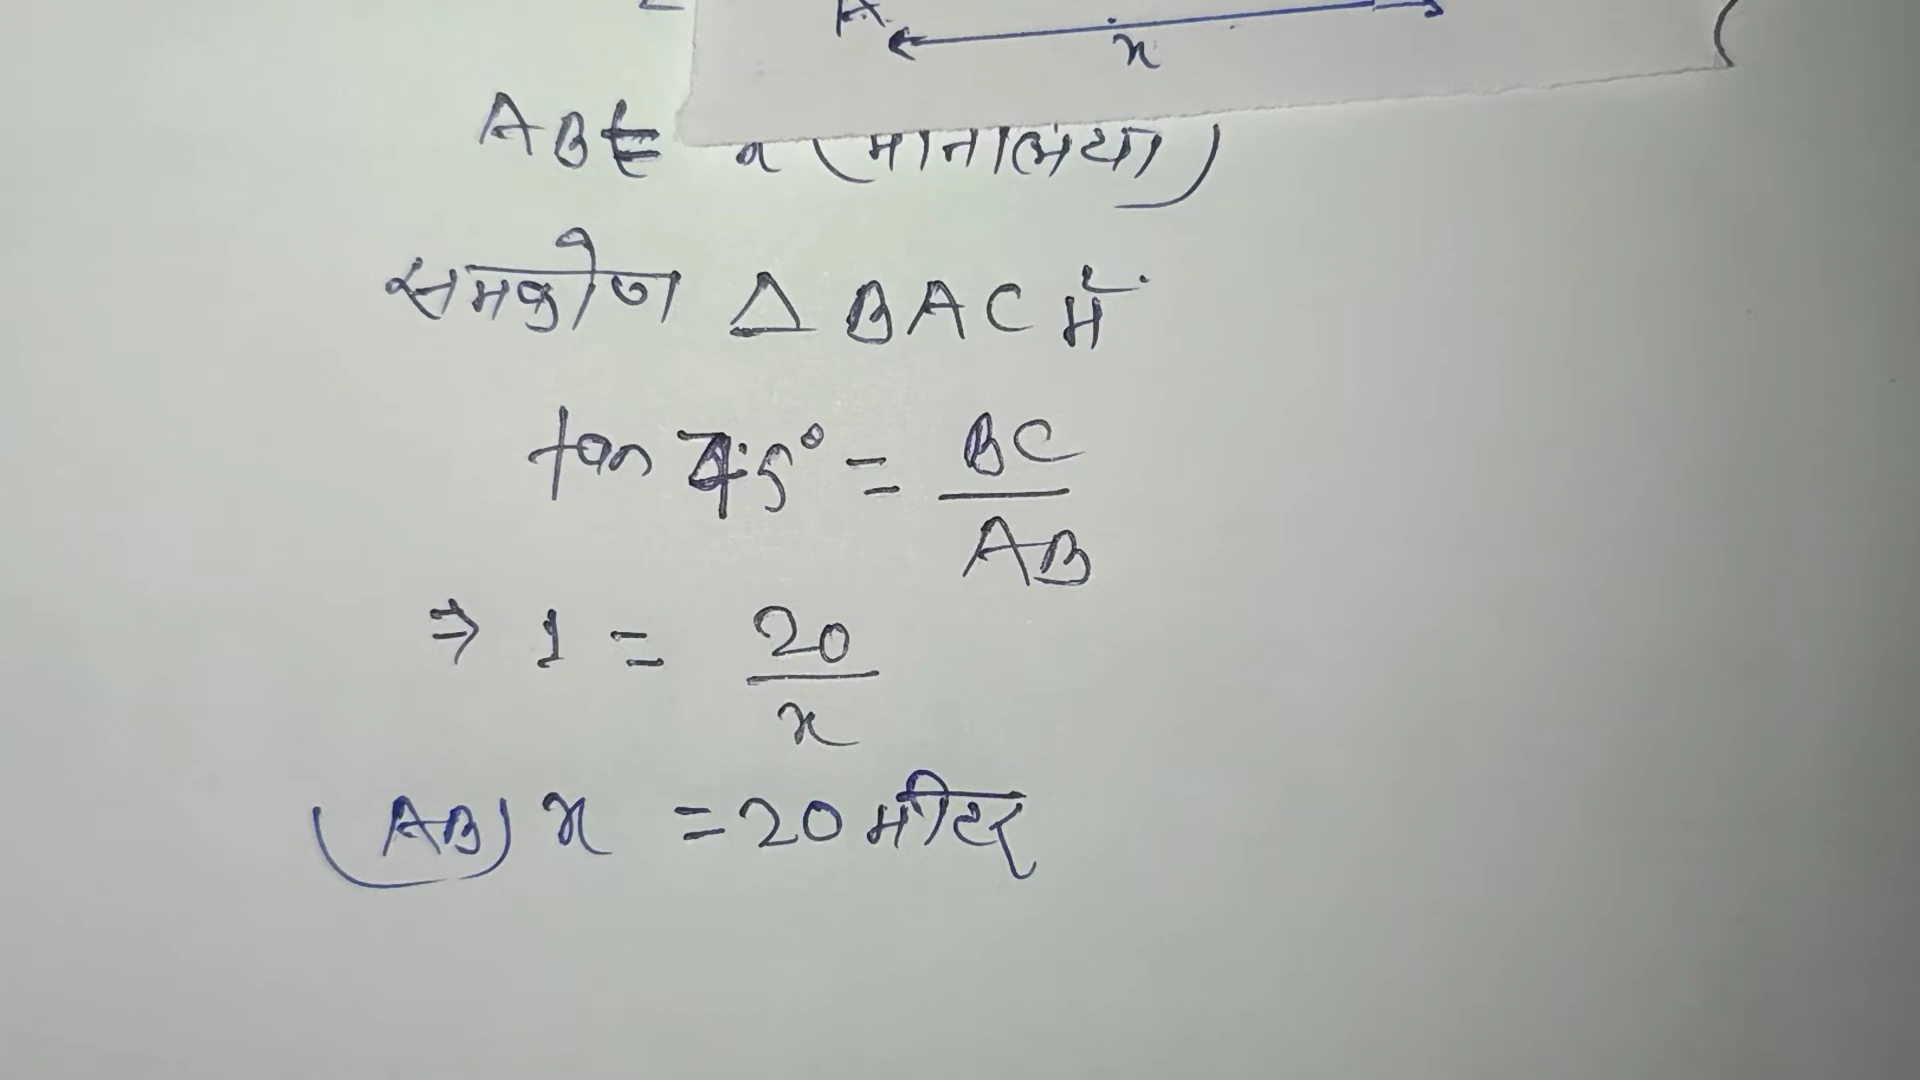 A
x
AB = x (मान लिया)
समकोण △ BAC में
tan 45° = BC / AB
⇒ 1 = 20 / x
(AB) x = 20 मीटर